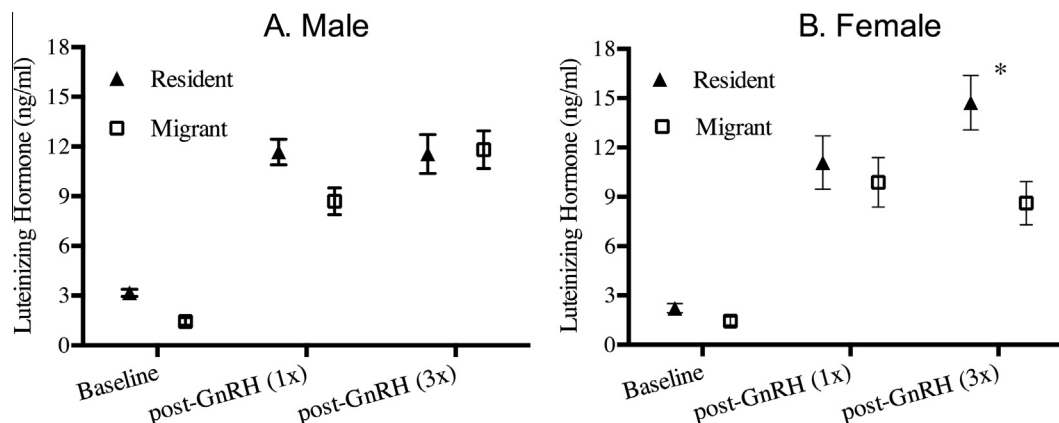 A. Male
Luteinizing Hormone (ng/ml)
18
15
12
9
6
3
0
Resident
Migrant
Baseline
post-GnRH (1x)
post-GnRH (3x)
B. Female
Luteinizing Hormone (ng/ml)
18
15
12
9
6
3
0
Resident
Migrant
*
Baseline
post-GnRH (1x)
post-GnRH (3x)